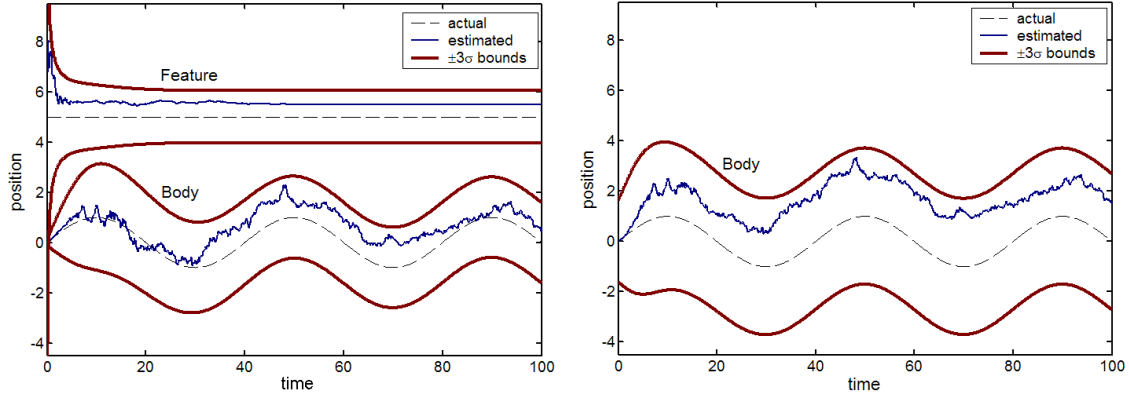 actual
estimated
±3σ bounds
Feature
Body
position
8
6
4
2
0
-2
-4
0
20
40
60
80
100
time
actual
estimated
±3σ bounds
Body
position
8
6
4
2
0
-2
-4
0
20
40
60
80
100
time